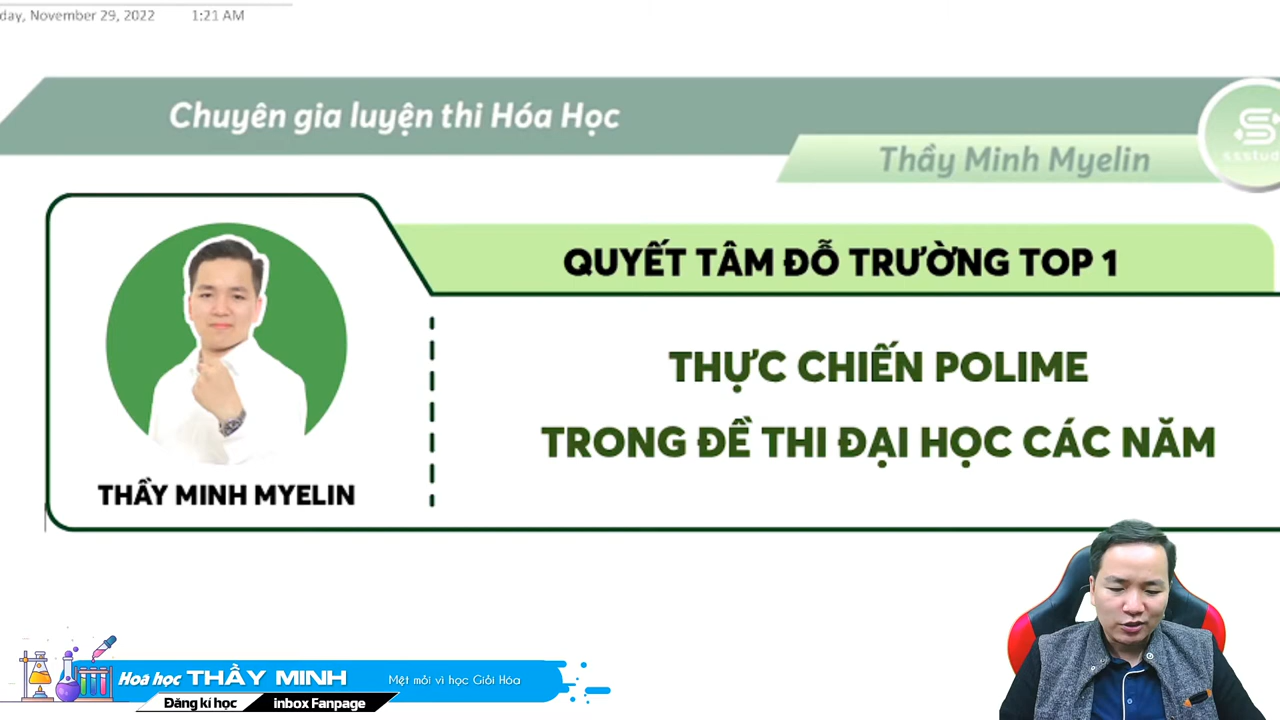 day, November 29, 2022 1:21 AM
Chuyên gia luyện thi Hóa Học
Thầy Minh Myelin
QUYẾT TÂM ĐỖ TRƯỜNG TOP 1
THỰC CHIẾN POLIME
TRONG ĐỀ THI ĐẠI HỌC CÁC NĂM
THẦY MINH MYELIN
Hoá học THẦY MINH
Mệt mỏi vì học Giỏi Hóa
Đăng kí học
inbox Fanpage